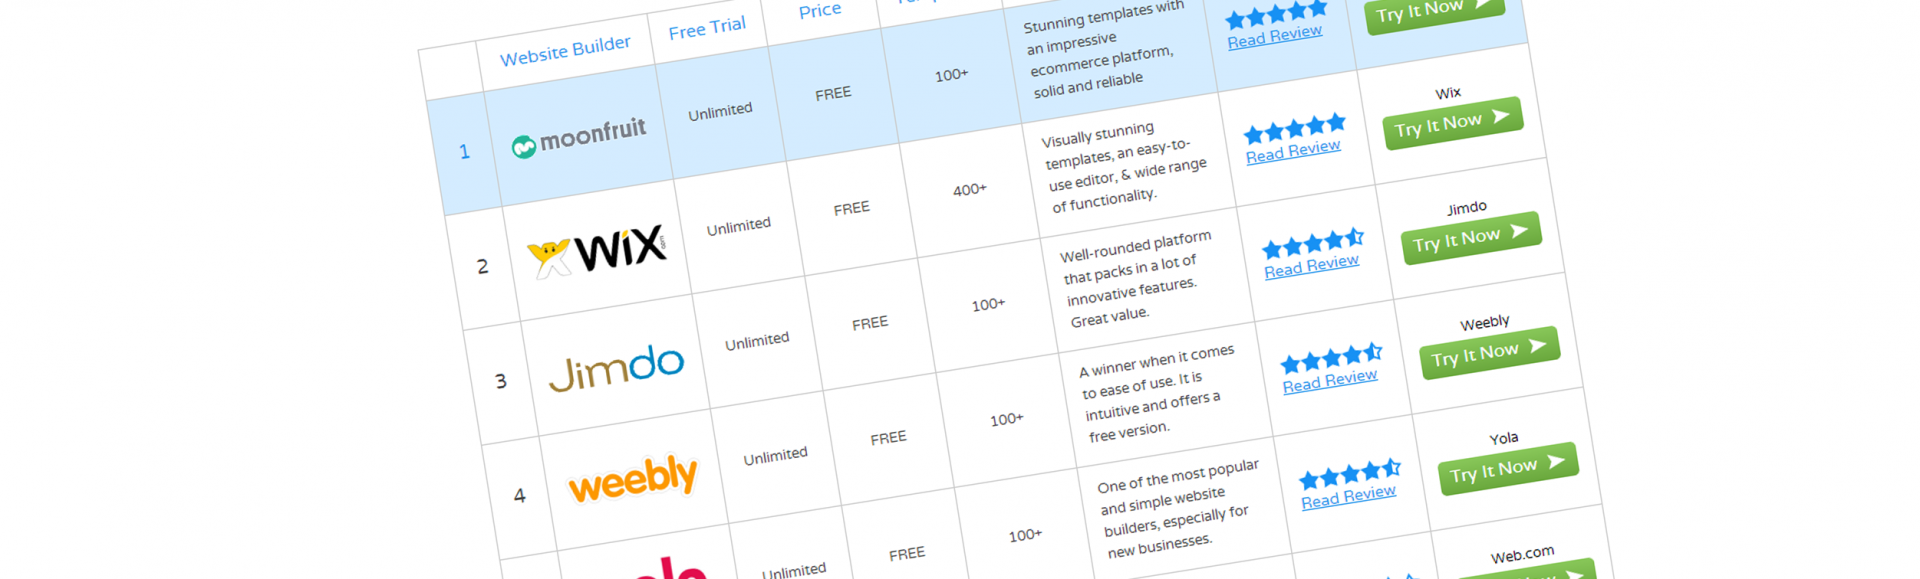 Website Builder
Free Trial
Price
1
moonfruit
Unlimited
FREE
100+
Stunning templates with
an impressive
ecommerce platform,
solid and reliable
Read Review
Try It Now
2
WiX
Unlimited
FREE
400+
Visually stunning
templates, an easy-to-
use editor, & wide range
of functionality.
Read Review
Wix
Try It Now
3
Jimdo
Unlimited
FREE
100+
Well-rounded platform
that packs in a lot of
innovative features.
Great value.
Read Review
Jimdo
Try It Now
4
weebly
Unlimited
FREE
100+
A winner when it comes
to ease of use. It is
intuitive and offers a
free version.
Read Review
Weebly
Try It Now
Unlimited
FREE
100+
One of the most popular
and simple website
builders, especially for
new businesses.
Read Review
Yola
Try It Now
Web.com